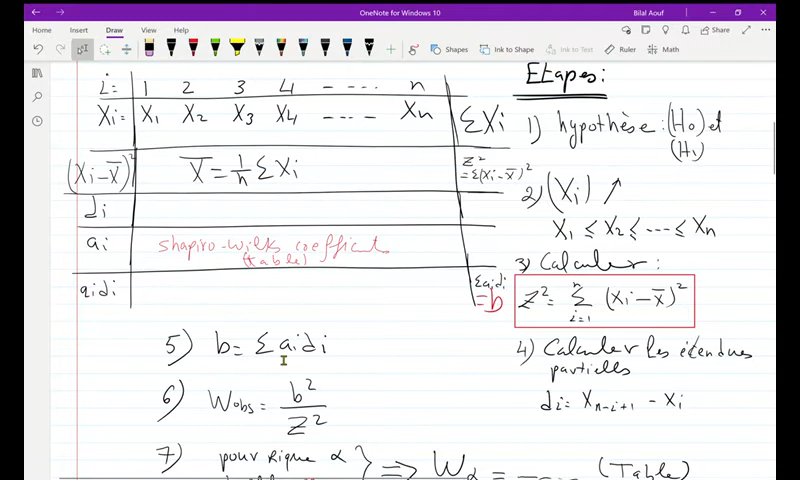 OneNote for Windows 10
Bilal Aouf
Home Insert Draw View Help
Share
Shapes Ink to Shape Ink to Text Ruler Math
i= 1 2 3 4 ---- n
Xi= X1 X2 X3 X4 ---- Xn ΣXi
(Xi-X̄)² X̄=1/n ΣXi Z²=Σ(Xi-X̄)²
di
ai shapiro-wilks coefficient (table)
aidi Σaidi =b
5) b= Σ aidi
6) Wobs = b²/Z²
7) pour risque α
⇒ Wα = ---- (Table)
Etapes:
1) hypothèse: (H0) et (H1)
2) (Xi) ↗
X1 ≤ X2 ≤ ---- ≤ Xn
3) Calculer:
Z² = Σ i=1 n (Xi-X̄)²
4) Calculer les étendues
partielles
di= Xn-i+1 - Xi